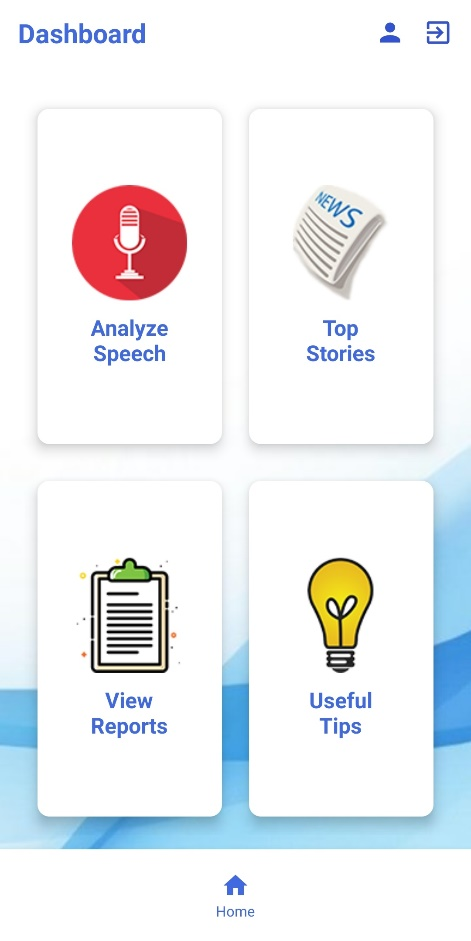 Dashboard
NEWS
Analyze
Speech
Top
Stories
View
Reports
Useful
Tips
Home